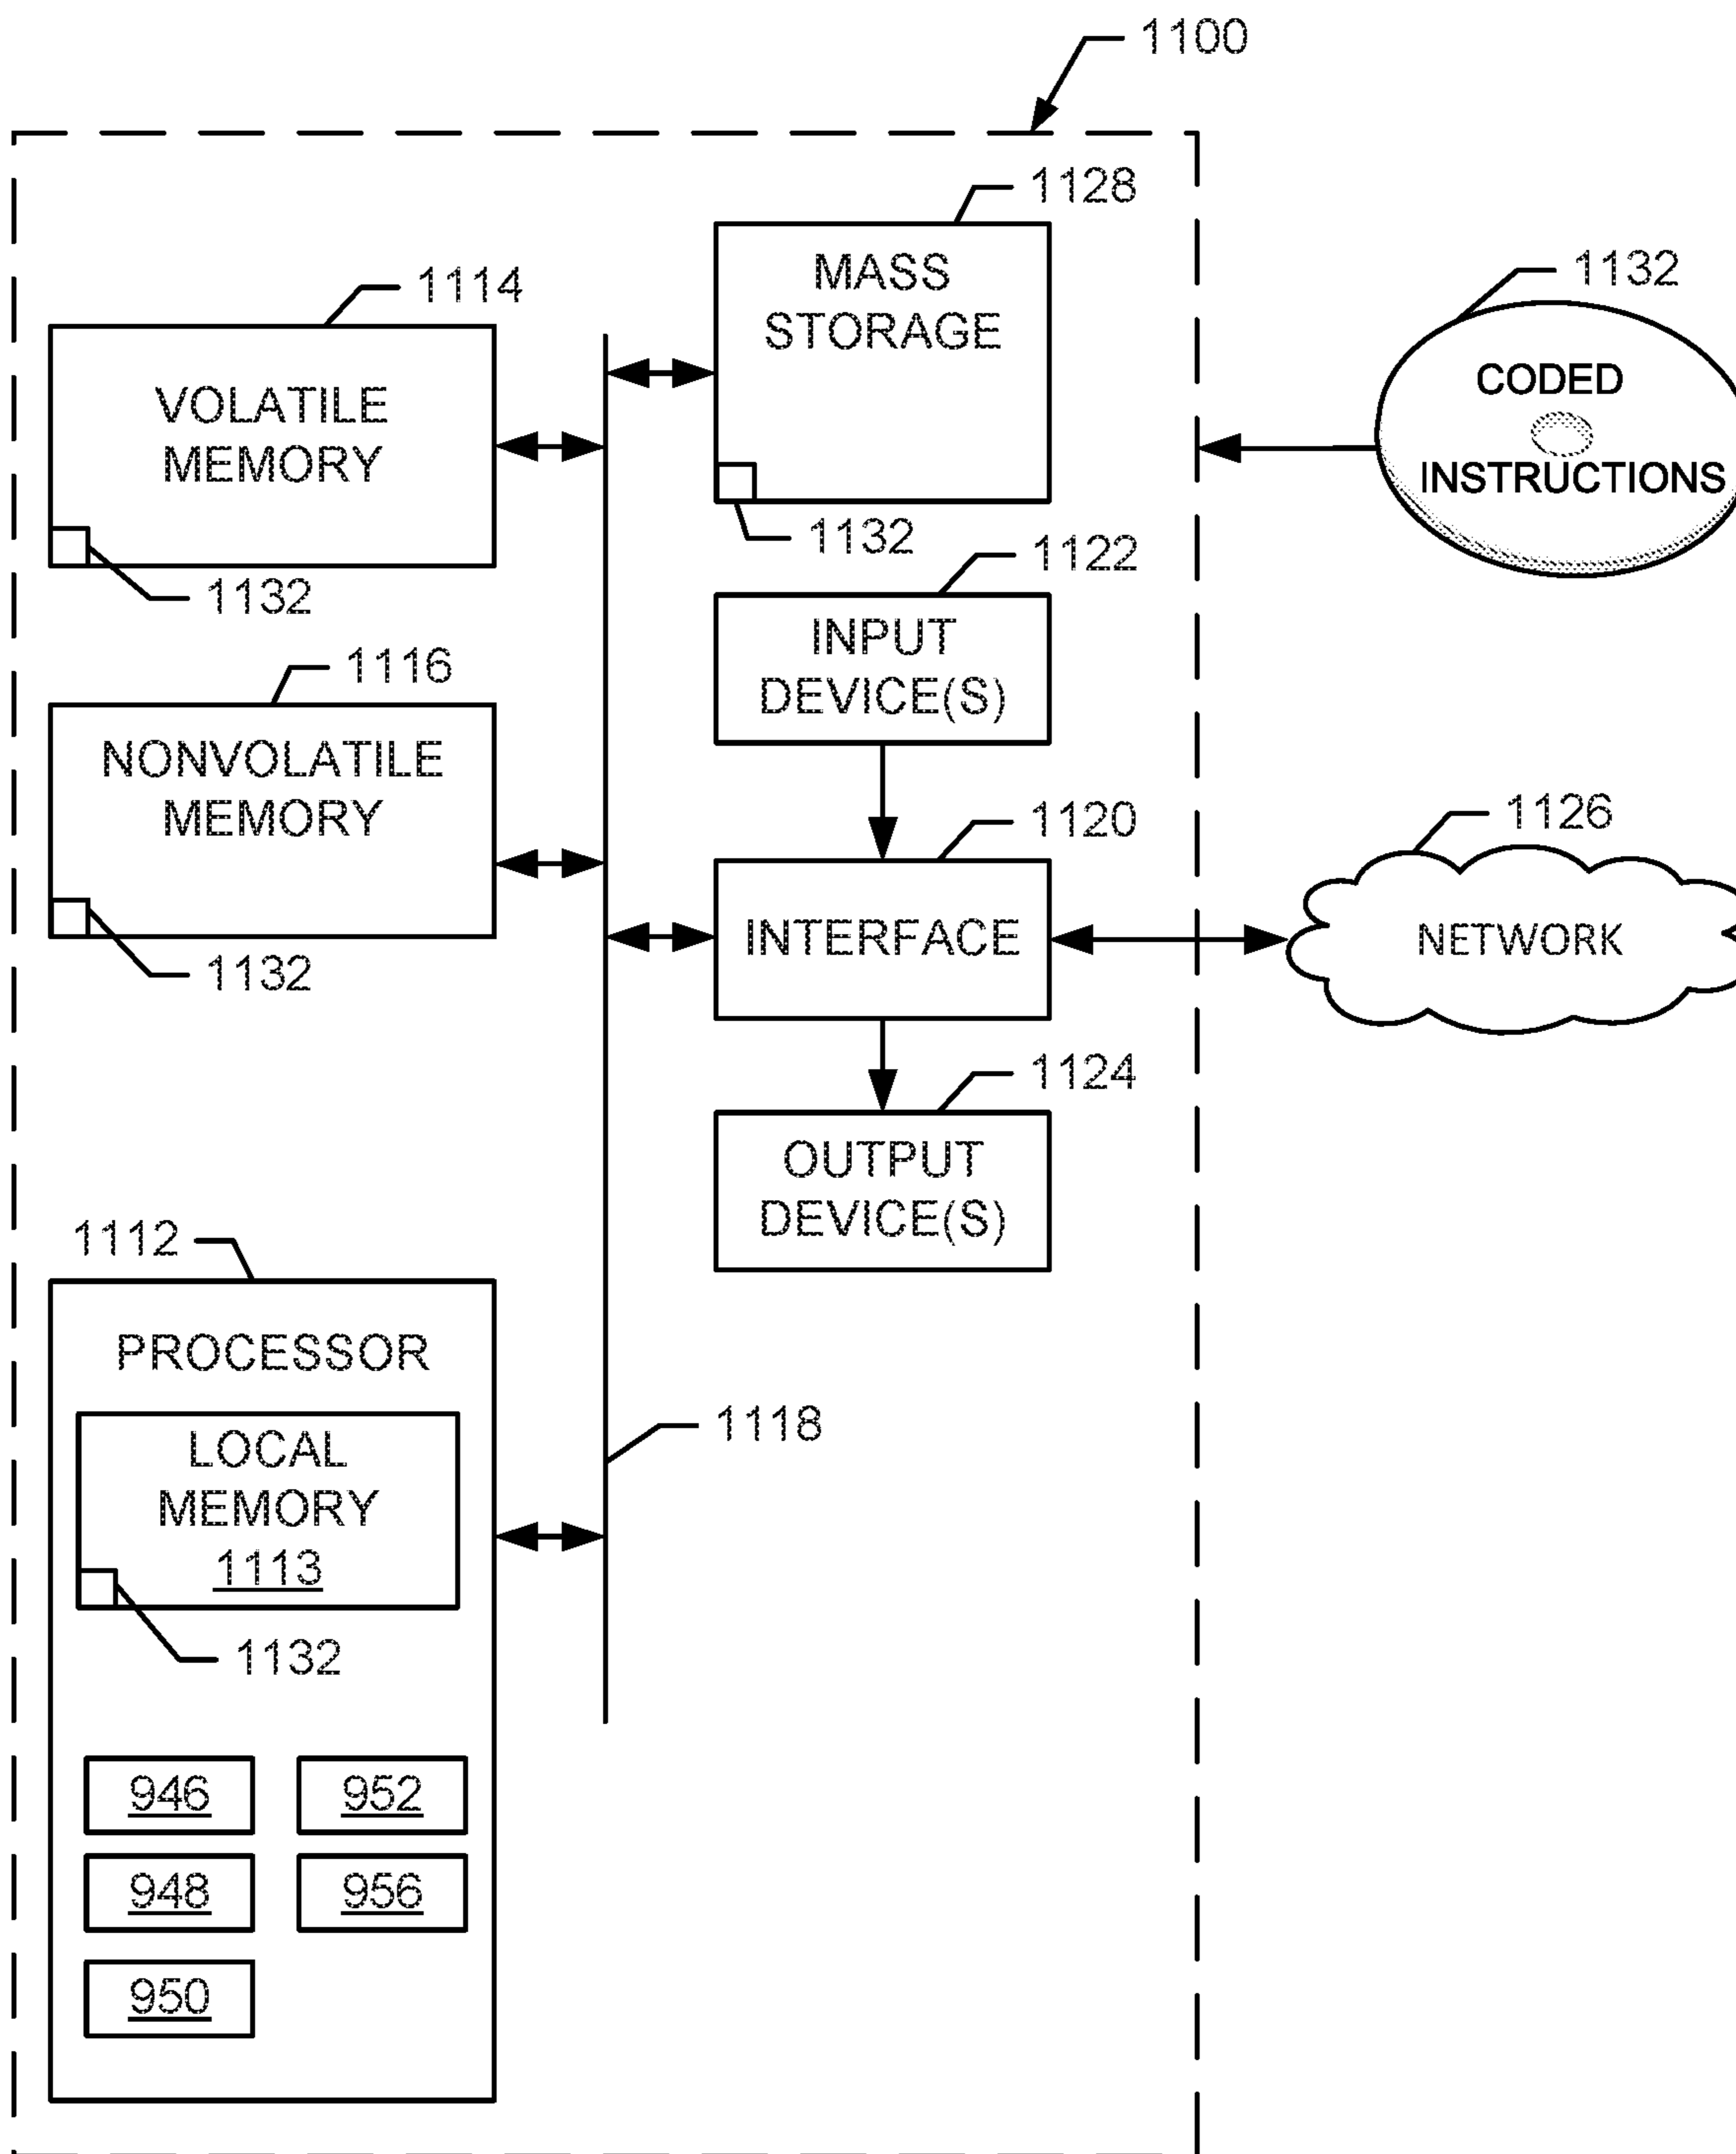 1100
1128
MASS
STORAGE
1132
1114
VOLATILE
MEMORY
1132
1132
CODED
INSTRUCTIONS
1122
INPUT
DEVICE(S)
1116
NONVOLATILE
MEMORY
1132
1120
INTERFACE
1126
NETWORK
1124
OUTPUT
DEVICE(S)
1112
PROCESSOR
LOCAL
MEMORY
1113
1132
1118
946
952
948
956
950